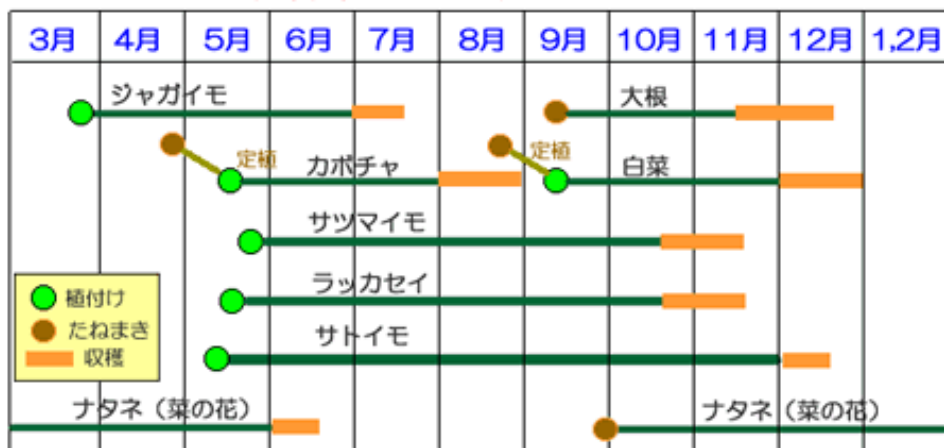 3月 4月 5月 6月 7月 8月 9月 10月 11月 12月 1,2月
ジャガイモ 大根
定植 カボチャ 定植 白菜
サツマイモ
ラッカセイ
サトイモ
植付け
たねまき
収穫
ナタネ（菜の花） ナタネ（菜の花）